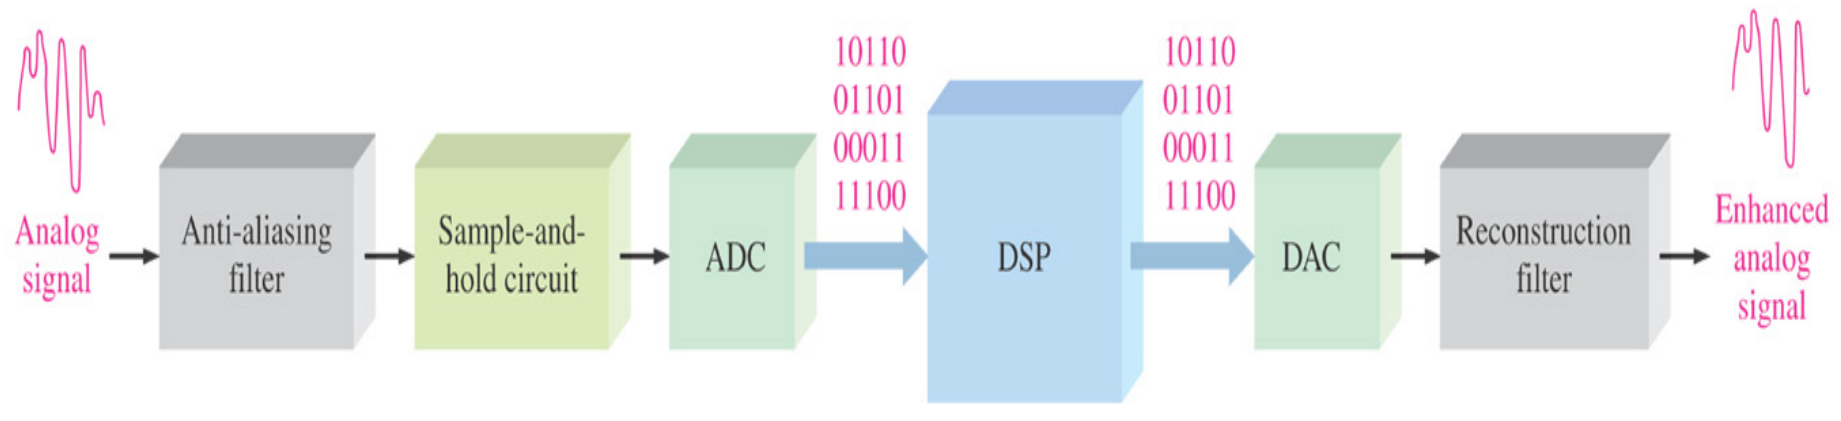 Analog
signal
Anti-aliasing
filter
Sample-and-
hold circuit
ADC
10110
01101
00011
11100
DSP
10110
01101
00011
11100
DAC
Reconstruction
filter
Enhanced
analog
signal